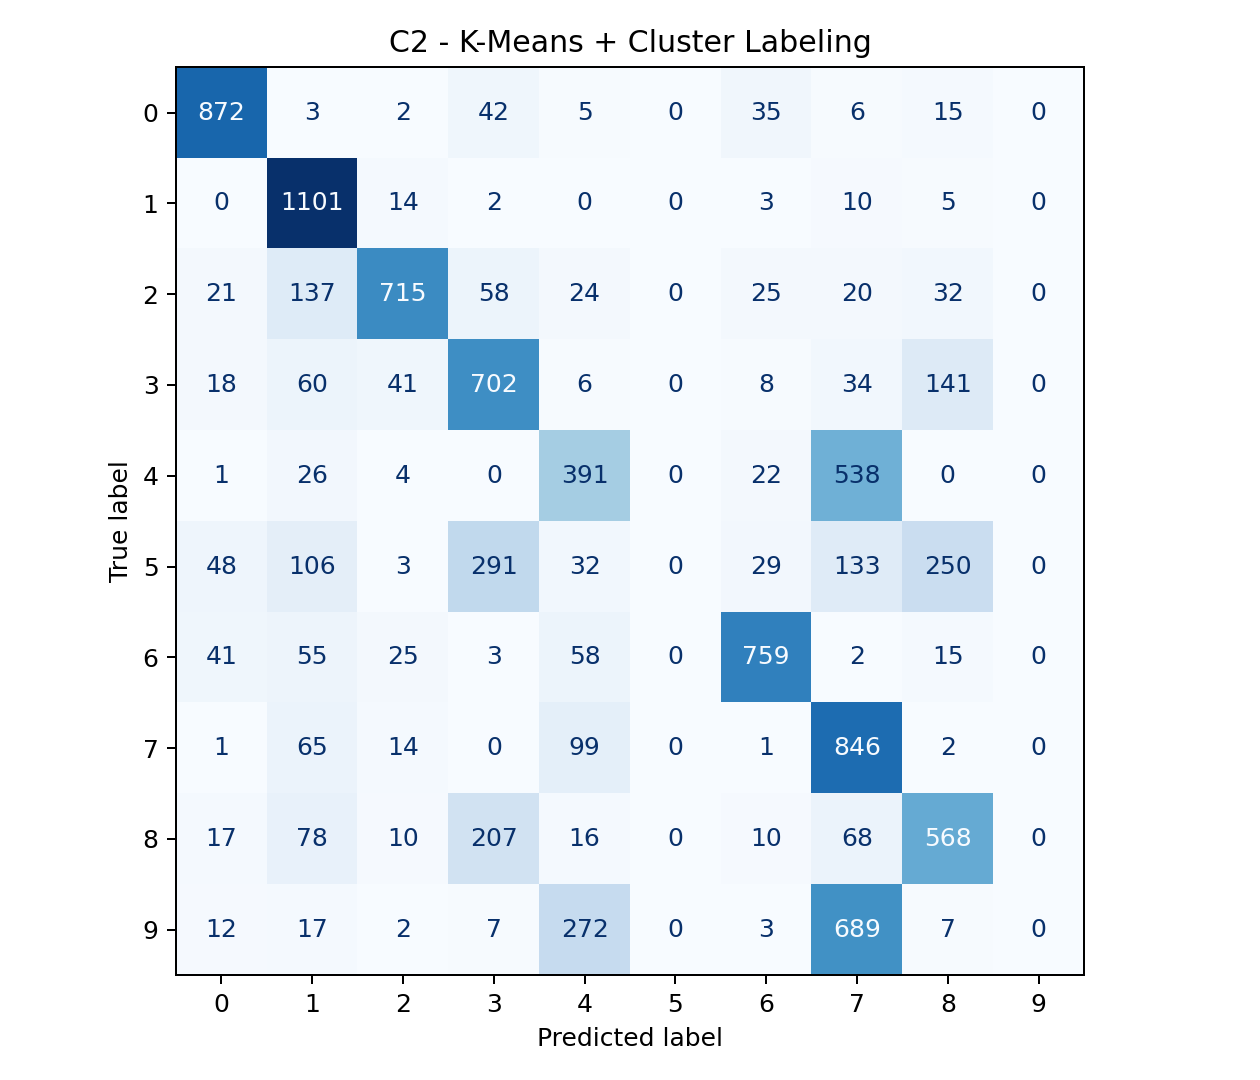 C2 - K-Means + Cluster Labeling
0 872 3 2 42 5 0 35 6 15 0
1 0 1101 14 2 0 0 3 10 5 0
2 21 137 715 58 24 0 25 20 32 0
3 18 60 41 702 6 0 8 34 141 0
4 1 26 4 0 391 0 22 538 0 0
5 48 106 3 291 32 0 29 133 250 0
6 41 55 25 3 58 0 759 2 15 0
7 1 65 14 0 99 0 1 846 2 0
8 17 78 10 207 16 0 10 68 568 0
9 12 17 2 7 272 0 3 689 7 0
True label
0 1 2 3 4 5 6 7 8 9
Predicted label